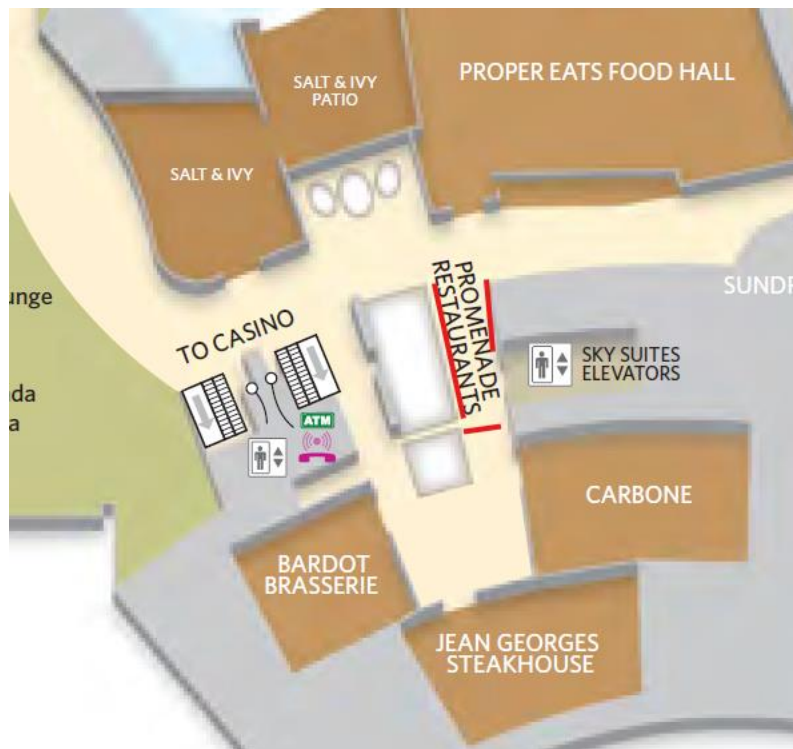 SALT & IVY
PATIO
PROPER EATS FOOD HALL
SALT & IVY
PROMENADE
RESTAURANTS
unge
SUNDR
TO CASINO
SKY SUITES
ELEVATORS
da
a
ATM
CARBONE
BARDOT
BRASSERIE
JEAN GEORGES
STEAKHOUSE